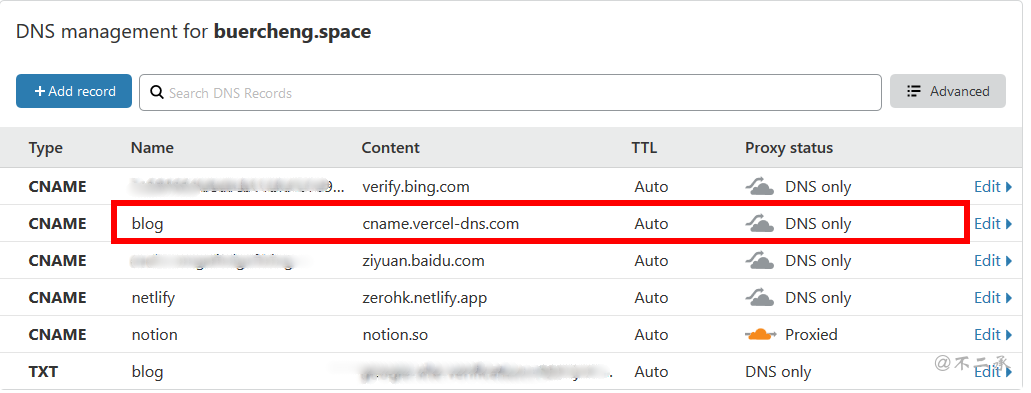 DNS management for buercheng.space
Add record Search DNS Records Advanced
Type Name Content TTL Proxy status
CNAME verify.bing.com Auto DNS only Edit
CNAME blog cname.vercel-dns.com Auto DNS only Edit
CNAME ziyuan.baidu.com Auto DNS only Edit
CNAME netlify zerohk.netlify.app Auto DNS only Edit
CNAME notion notion.so Auto Proxied Edit
TXT blog Auto DNS only Edit
@不二承